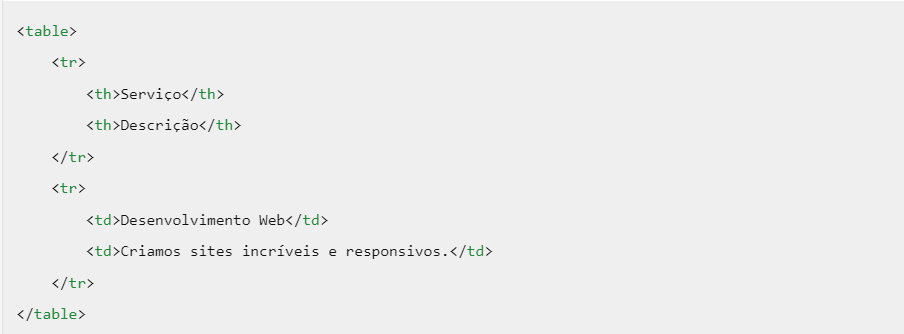 <table>
    <tr>
        <th>Serviço</th>
        <th>Descrição</th>
    </tr>
    <tr>
        <td>Desenvolvimento Web</td>
        <td>Criamos sites incríveis e responsivos.</td>
    </tr>
</table>